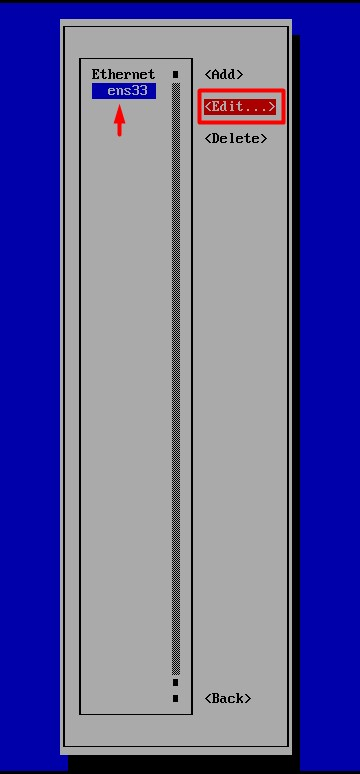 Ethernet
ens33
<Add>
<Edit...>
<Delete>
<Back>